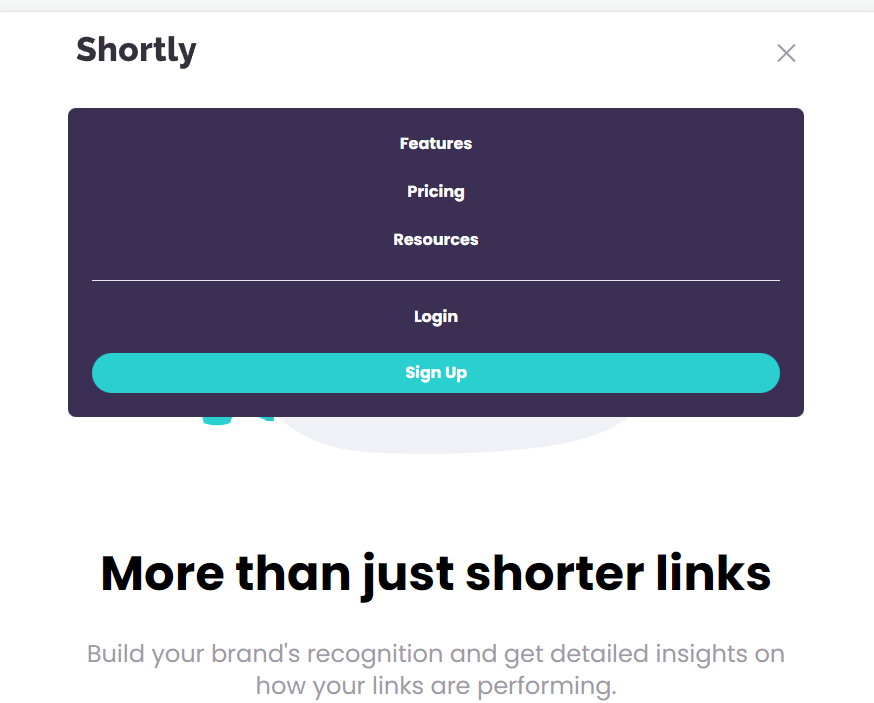 Shortly
Features
Pricing
Resources
Login
Sign Up
More than just shorter links
Build your brand's recognition and get detailed insights on
how your links are performing.